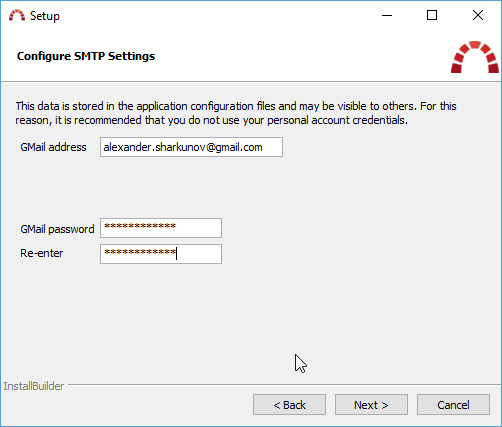 Setup
Configure SMTP Settings
This data is stored in the application configuration files and may be visible to others. For this
reason, it is recommended that you do not use your personal account credentials.
GMail address alexander.sharkunov@gmail.com
GMail password ************
Re-enter ************
InstallBuilder
< Back Next > Cancel